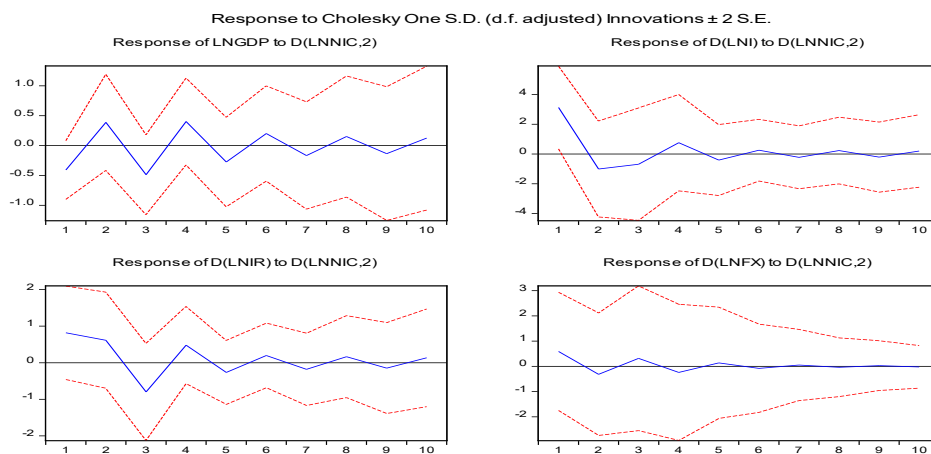 Response to Cholesky One S.D. (d.f. adjusted) Innovations ± 2 S.E.
Response of LNGDP to D(LNNIC,2)
1.0
0.5
0.0
-0.5
-1.0
1 2 3 4 5 6 7 8 9 10
Response of D(LNI) to D(LNNIC,2)
4
2
0
-2
-4
1 2 3 4 5 6 7 8 9 10
Response of D(LNIR) to D(LNNIC,2)
2
1
0
-1
-2
1 2 3 4 5 6 7 8 9 10
Response of D(LNFX) to D(LNNIC,2)
3
2
1
0
-1
-2
1 2 3 4 5 6 7 8 9 10